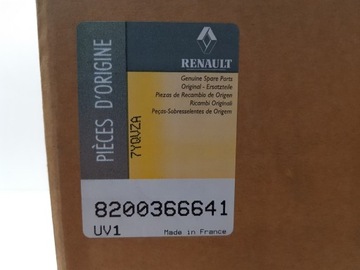 PIÈCES D'ORIGINE
RENAULT
Genuine Spare Parts
Original - Ersatzteile
Piezas de Recambio de Origen
Ricambi Originali
Peças-Sobresselentes de Origem
7YQVZA
8200366641
UV1
Made in France